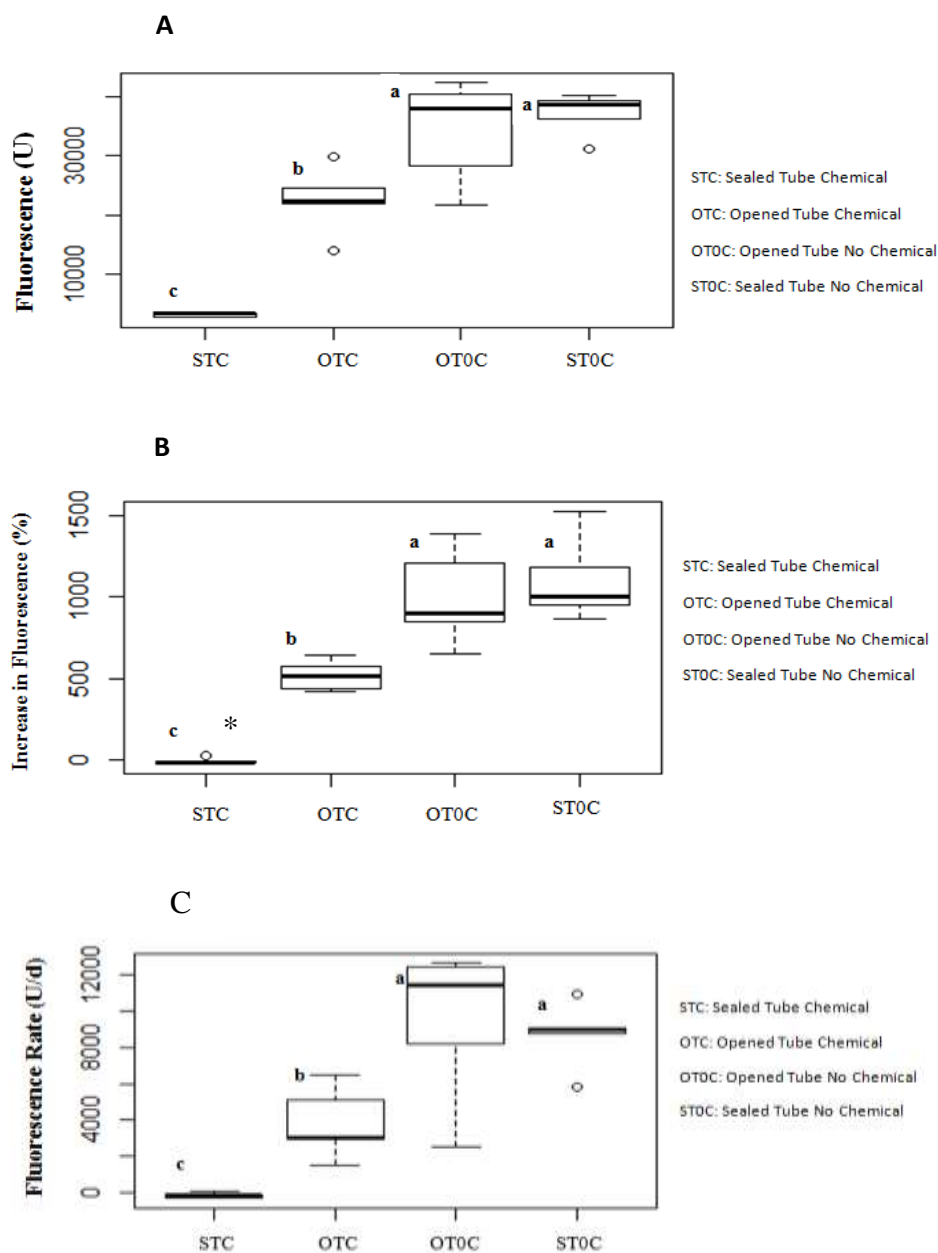 A
Fluorescence (U)
30000
10000
a
a
b
c
STC OTC OT0C ST0C
STC: Sealed Tube Chemical
OTC: Opened Tube Chemical
OT0C: Opened Tube No Chemical
ST0C: Sealed Tube No Chemical
B
Increase in Fluorescence (%)
1500
1000
500
0
a
a
b
c *
STC OTC OT0C ST0C
STC: Sealed Tube Chemical
OTC: Opened Tube Chemical
OT0C: Opened Tube No Chemical
ST0C: Sealed Tube No Chemical
C
Fluorescence Rate (U/d)
12000
8000
4000
0
a
a
b
c
STC OTC OT0C ST0C
STC: Sealed Tube Chemical
OTC: Opened Tube Chemical
OT0C: Opened Tube No Chemical
ST0C: Sealed Tube No Chemical